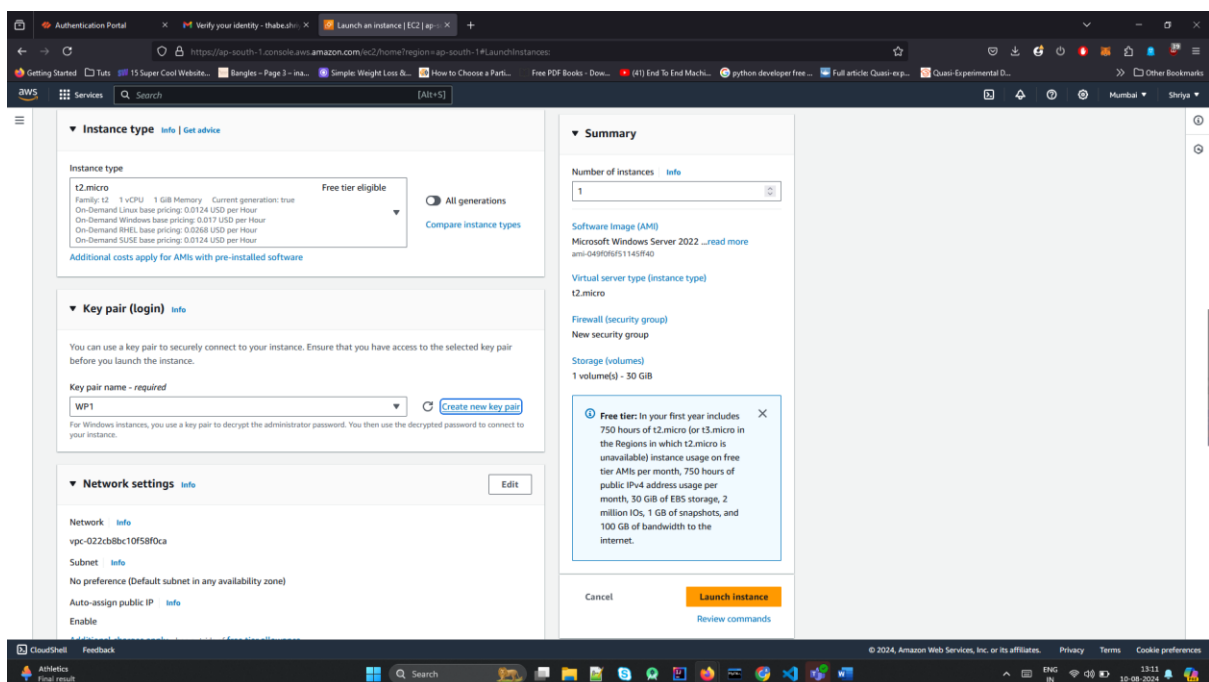 Authentication Portal
Verify your identity - thabe.shri
Launch an instance | EC2 | ap-s
https://ap-south-1.console.aws.amazon.com/ec2/home?region=ap-south-1#LaunchInstances:
Getting Started
Tuts
15 Super Cool Website...
Bangles – Page 3 – ina...
Simple: Weight Loss &...
How to Choose a Parti...
Free PDF Books - Dow...
(41) End To End Machi...
python developer free ...
Full article: Quasi-exp...
Quasi-Experimental D...
Other Bookmarks
aws
Services
Search
[Alt+S]
Mumbai
Shriya
Instance type Info | Get advice
Instance type
t2.micro Free tier eligible
Family: t2 1 vCPU 1 GiB Memory Current generation: true
On-Demand Linux base pricing: 0.0124 USD per Hour
On-Demand Windows base pricing: 0.017 USD per Hour
On-Demand RHEL base pricing: 0.0268 USD per Hour
On-Demand SUSE base pricing: 0.0124 USD per Hour
All generations
Compare instance types
Additional costs apply for AMIs with pre-installed software
Key pair (login) Info
You can use a key pair to securely connect to your instance. Ensure that you have access to the selected key pair
before you launch the instance.
Key pair name - required
WP1
Create new key pair
For Windows instances, you use a key pair to decrypt the administrator password. You then use the decrypted password to connect to
your instance.
Network settings Info
Edit
Network Info
vpc-022cb8bc10f58f0ca
Subnet Info
No preference (Default subnet in any availability zone)
Auto-assign public IP Info
Enable
Summary
Number of instances Info
1
Software Image (AMI)
Microsoft Windows Server 2022 ...read more
ami-049f0f6f51145ff40
Virtual server type (instance type)
t2.micro
Firewall (security group)
New security group
Storage (volumes)
1 volume(s) - 30 GiB
Free tier: In your first year includes
750 hours of t2.micro (or t3.micro in
the Regions in which t2.micro is
unavailable) instance usage on free
tier AMIs per month, 750 hours of
public IPv4 address usage per
month, 30 GiB of EBS storage, 2
million IOs, 1 GB of snapshots, and
100 GB of bandwidth to the
internet.
Cancel
Launch instance
Review commands
CloudShell
Feedback
© 2024, Amazon Web Services, Inc. or its affiliates.
Privacy
Terms
Cookie preferences
Athletics
Final result
Search
ENG
IN
13:11
10-08-2024